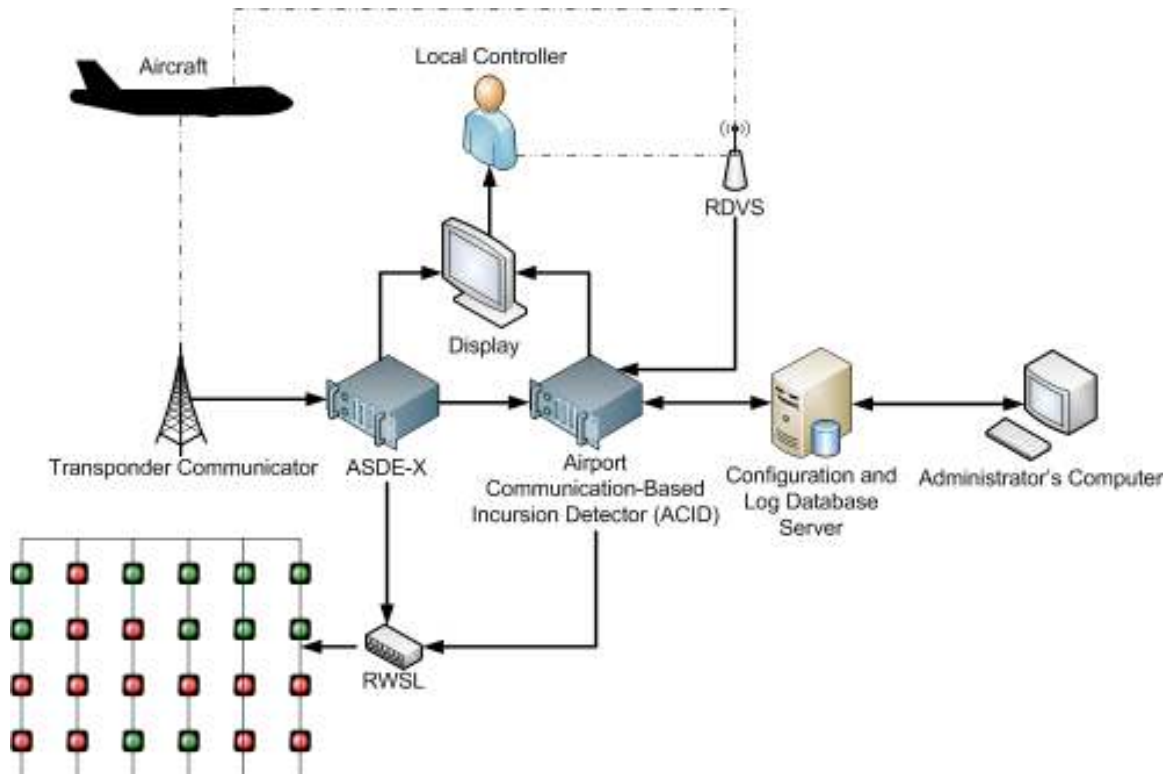 Local Controller
Aircraft
RDVS
Display
Transponder Communicator
ASDE-X
Airport
Communication-Based
Incursion Detector (ACID)
Configuration and
Log Database
Server
Administrator's Computer
RWSL